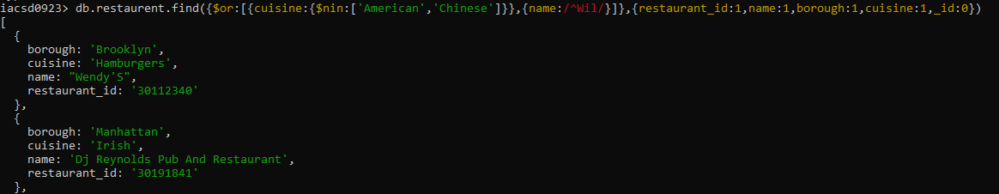 iacsd0923> db.restaurent.find({$or:[{cuisine:{$nin:['American','Chinese']}},{name:/^Wil/}]},{restaurant_id:1,name:1,borough:1,cuisine:1,_id:0})
[
  {
    borough: 'Brooklyn',
    cuisine: 'Hamburgers',
    name: "Wendy'S",
    restaurant_id: '30112340'
  },
  {
    borough: 'Manhattan',
    cuisine: 'Irish',
    name: 'Dj Reynolds Pub And Restaurant',
    restaurant_id: '30191841'
  },